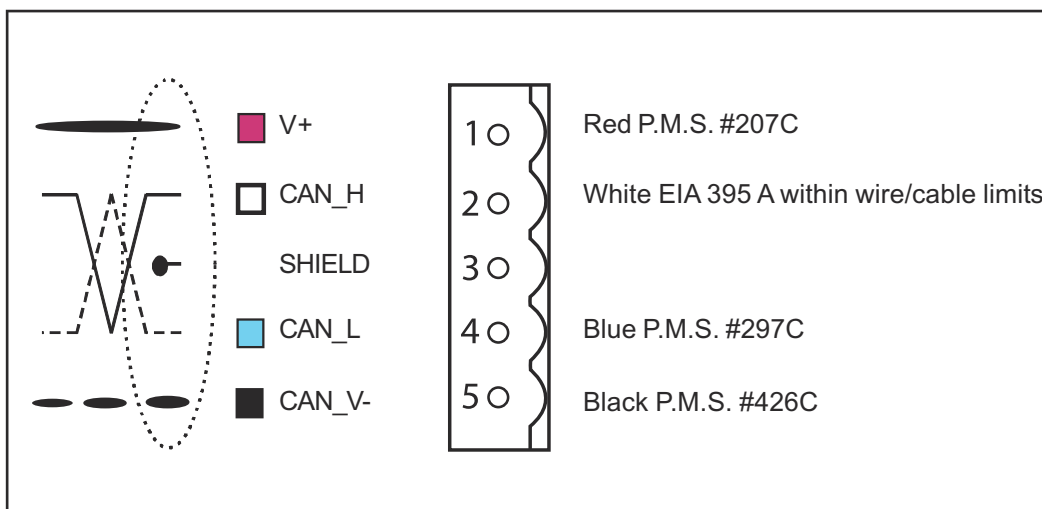 V+ 1 Red P.M.S. #207C
CAN_H 2 White EIA 395 A within wire/cable limits
SHIELD 3
CAN_L 4 Blue P.M.S. #297C
CAN_V- 5 Black P.M.S. #426C